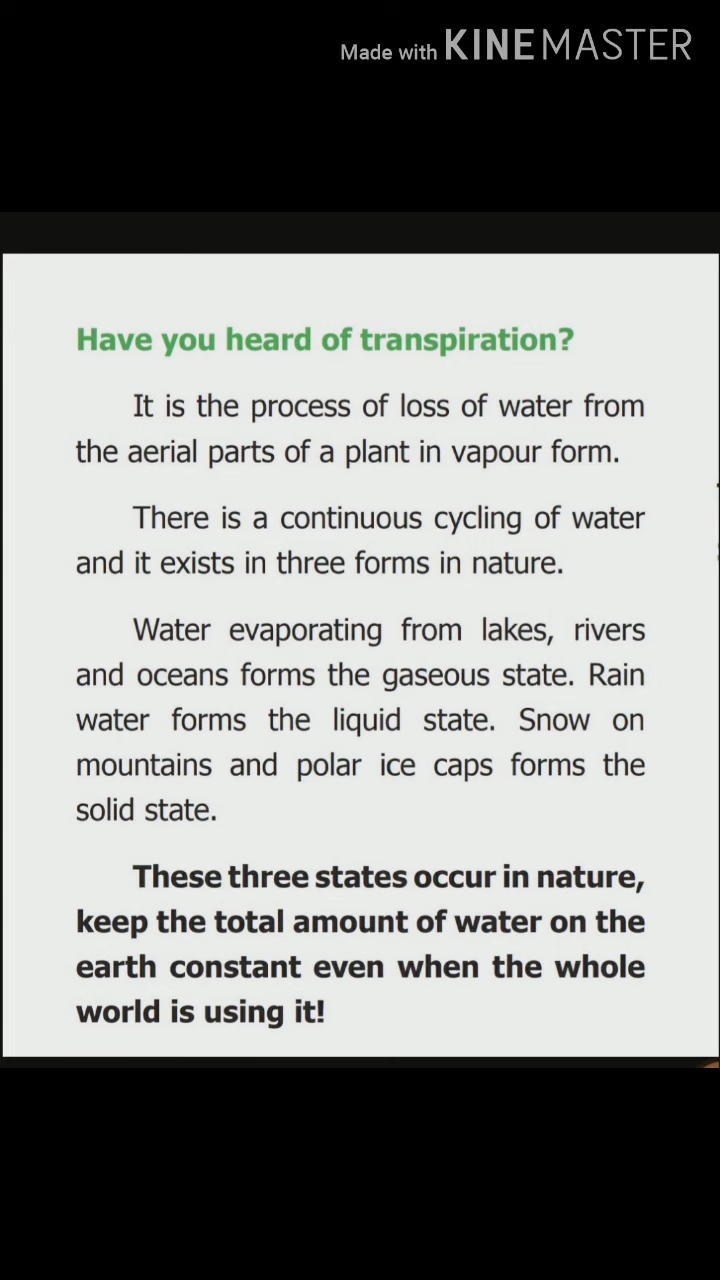 Made with KINEMASTER
Have you heard of transpiration?
It is the process of loss of water from
the aerial parts of a plant in vapour form.
There is a continuous cycling of water
and it exists in three forms in nature.
Water evaporating from lakes, rivers
and oceans forms the gaseous state. Rain
water forms the liquid state. Snow on
mountains and polar ice caps forms the
solid state.
These three states occur in nature,
keep the total amount of water on the
earth constant even when the whole
world is using it!